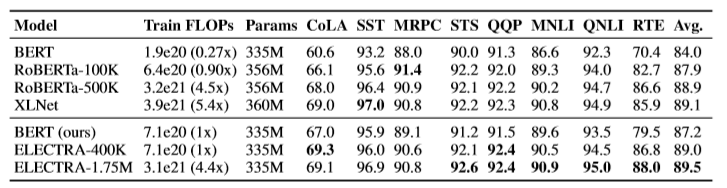 Model Train FLOPs Params CoLA SST MRPC STS QQP MNLI QNLI RTE Avg.
BERT 1.9e20 (0.27x) 335M 60.6 93.2 88.0 90.0 91.3 86.6 92.3 70.4 84.0
RoBERTa-100K 6.4e20 (0.90x) 356M 66.1 95.6 91.4 92.2 92.0 89.3 94.0 82.7 87.9
RoBERTa-500K 3.2e21 (4.5x) 356M 68.0 96.4 90.9 92.1 92.2 90.2 94.7 86.6 88.9
XLNet 3.9e21 (5.4x) 360M 69.0 97.0 90.8 92.2 92.3 90.8 94.9 85.9 89.1
BERT (ours) 7.1e20 (1x) 335M 67.0 95.9 89.1 91.2 91.5 89.6 93.5 79.5 87.2
ELECTRA-400K 7.1e20 (1x) 335M 69.3 96.0 90.6 92.1 92.4 90.5 94.5 86.8 89.0
ELECTRA-1.75M 3.1e21 (4.4x) 335M 69.1 96.9 90.8 92.6 92.4 90.9 95.0 88.0 89.5